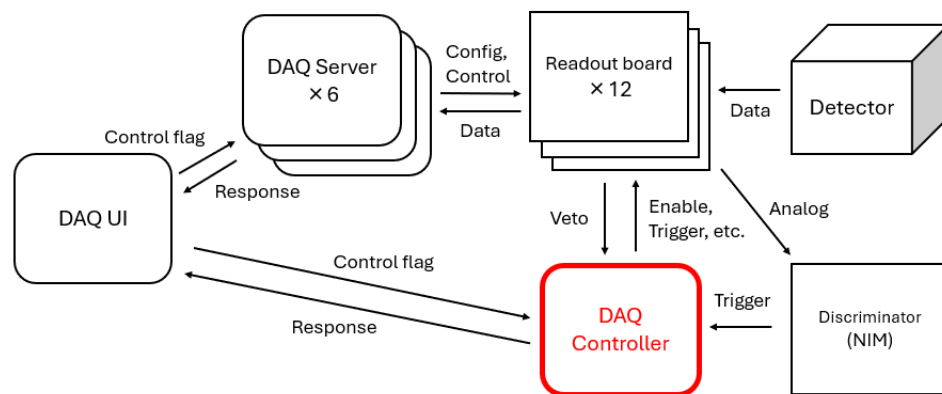 DAQ Server
× 6
Config,
Control
Data
Readout board
× 12
Data
Detector
Control flag
Response
DAQ UI
Veto
Enable,
Trigger, etc.
Analog
Control flag
Response
DAQ
Controller
Trigger
Discriminator
(NIM)